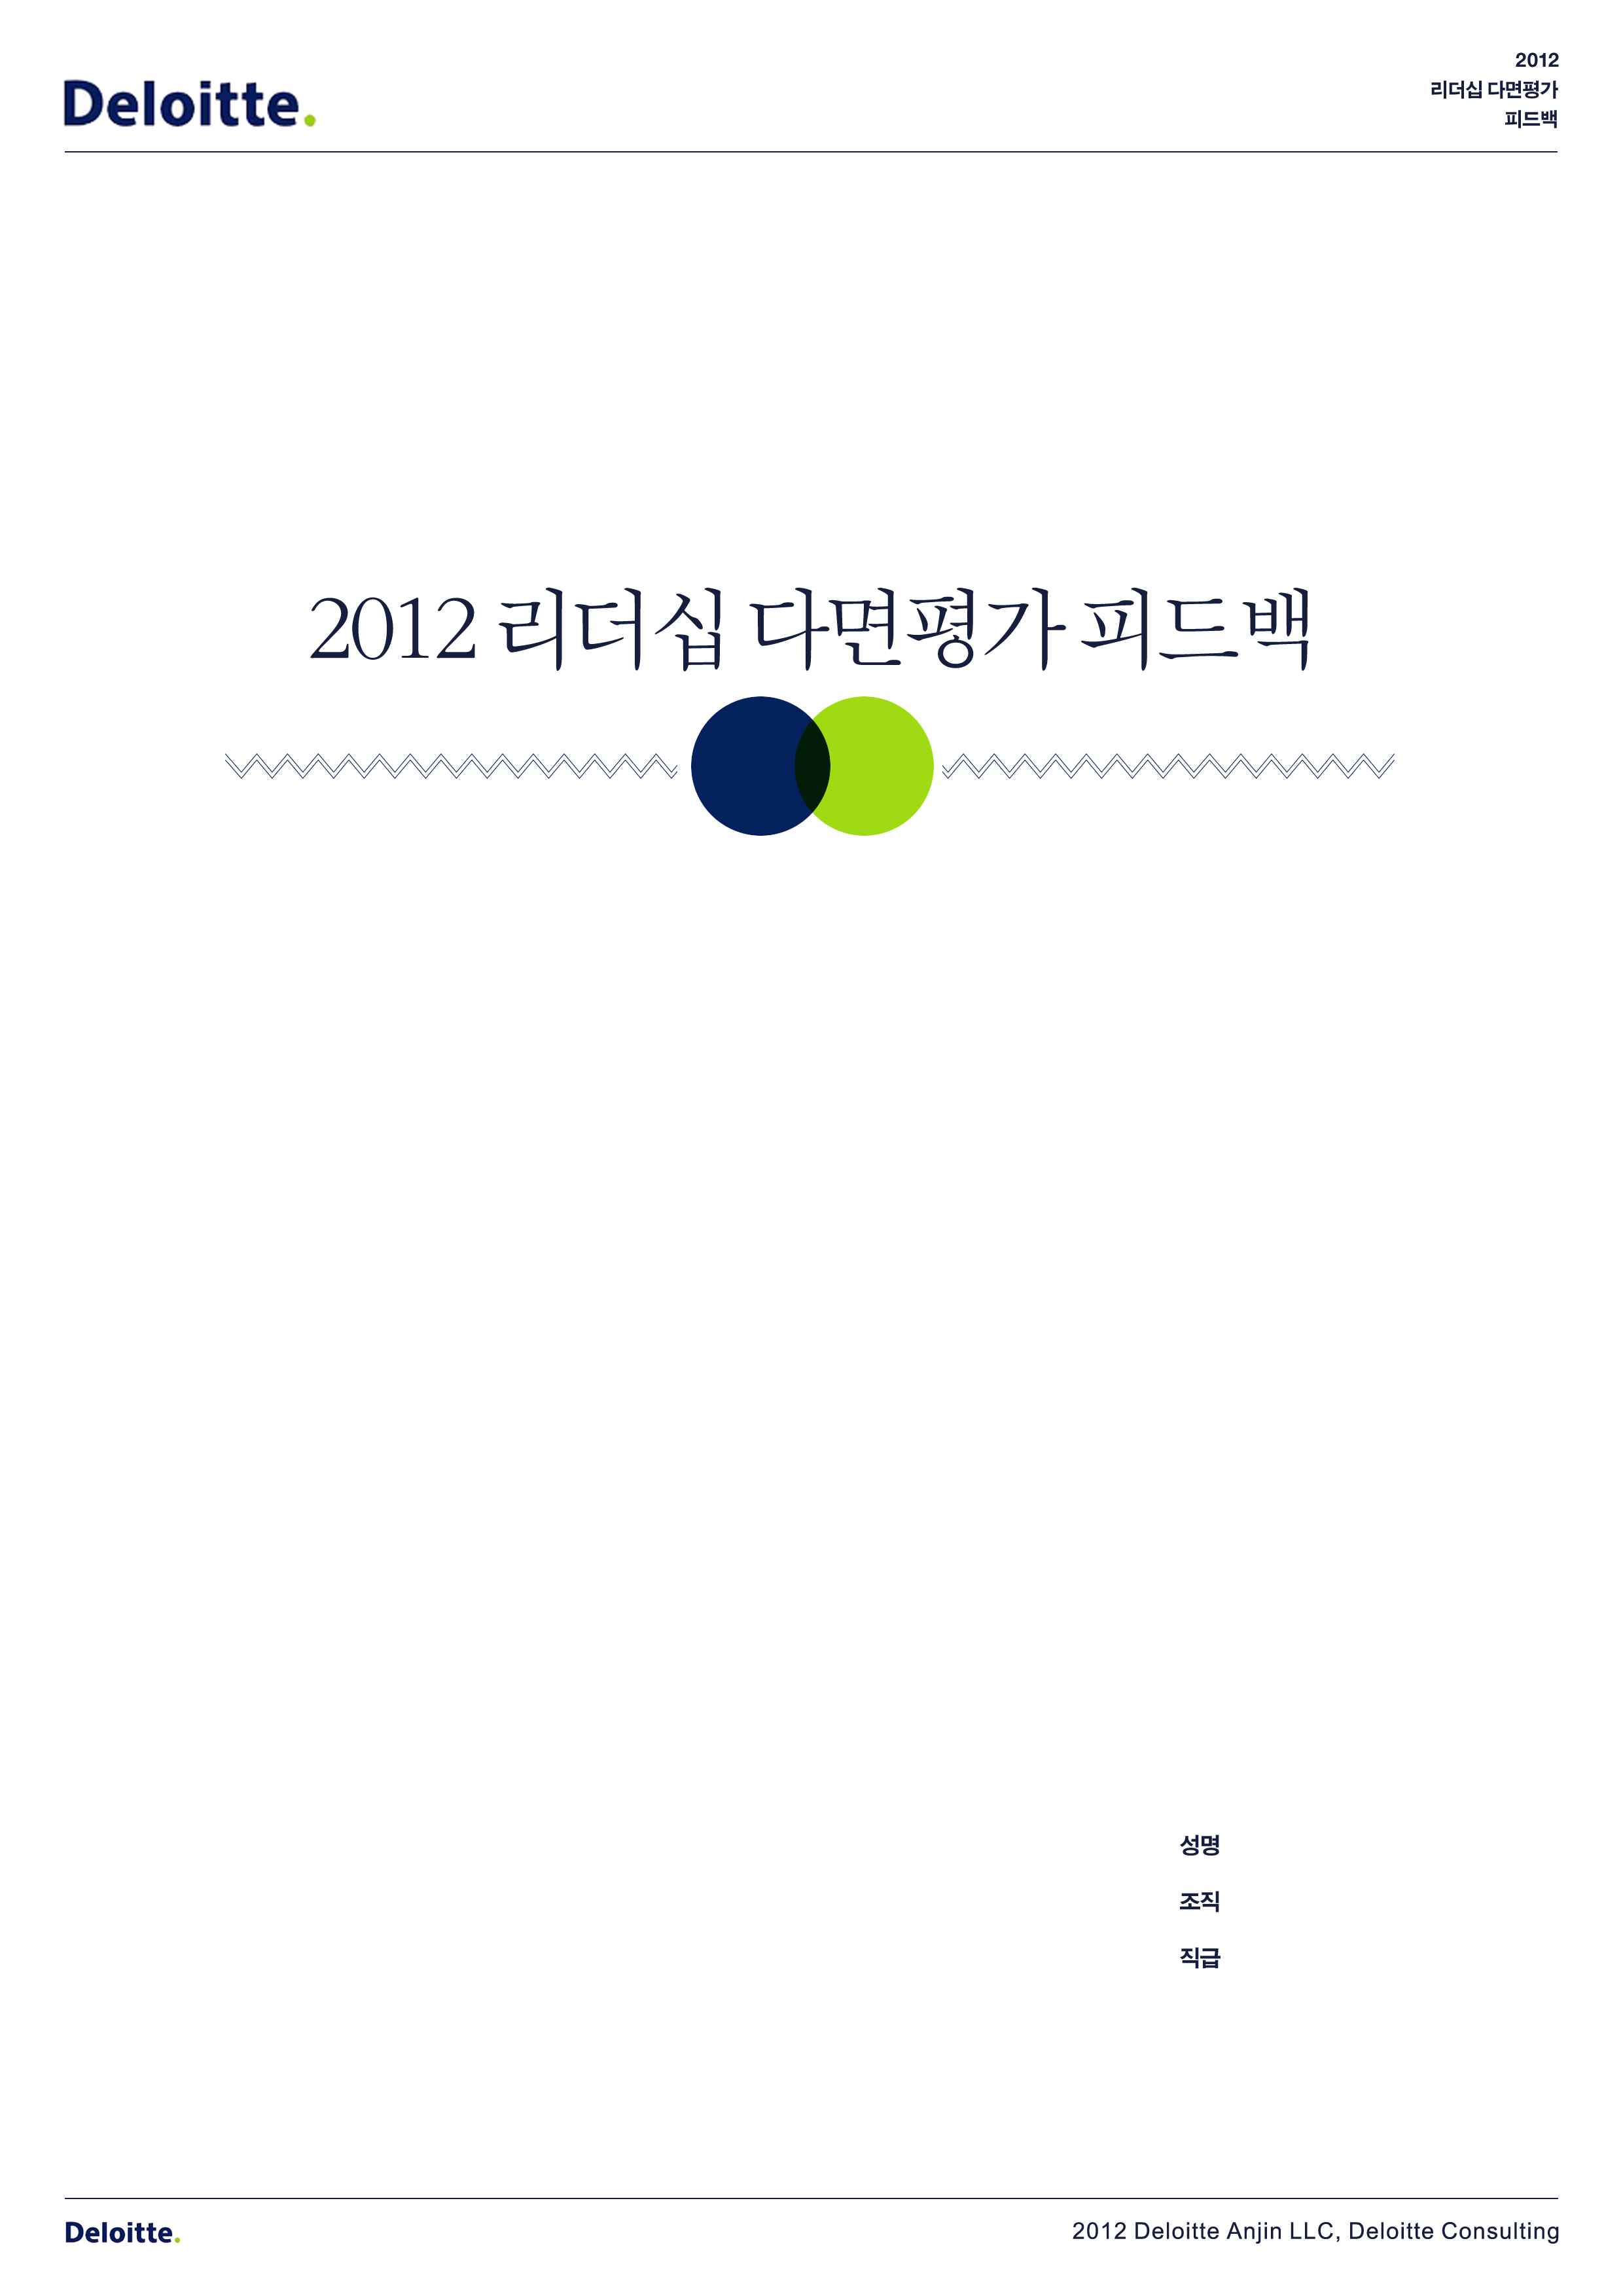 Deloitte.
2012
리더십 다면평가
피드백
2012 리더십 다면평가 피드백
성명
조직
직급
Deloitte.
2012 Deloitte Anjin LLC, Deloitte Consulting